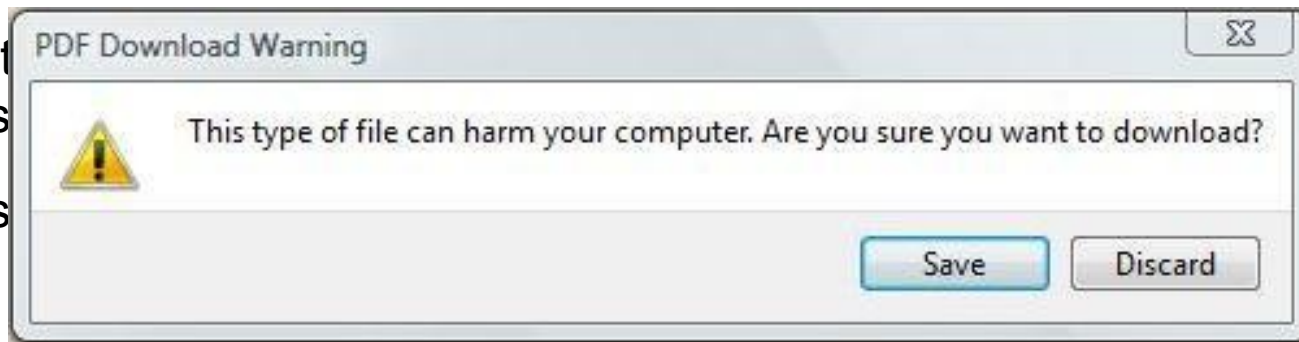 PDF Download Warning
This type of file can harm your computer. Are you sure you want to download?
Save
Discard